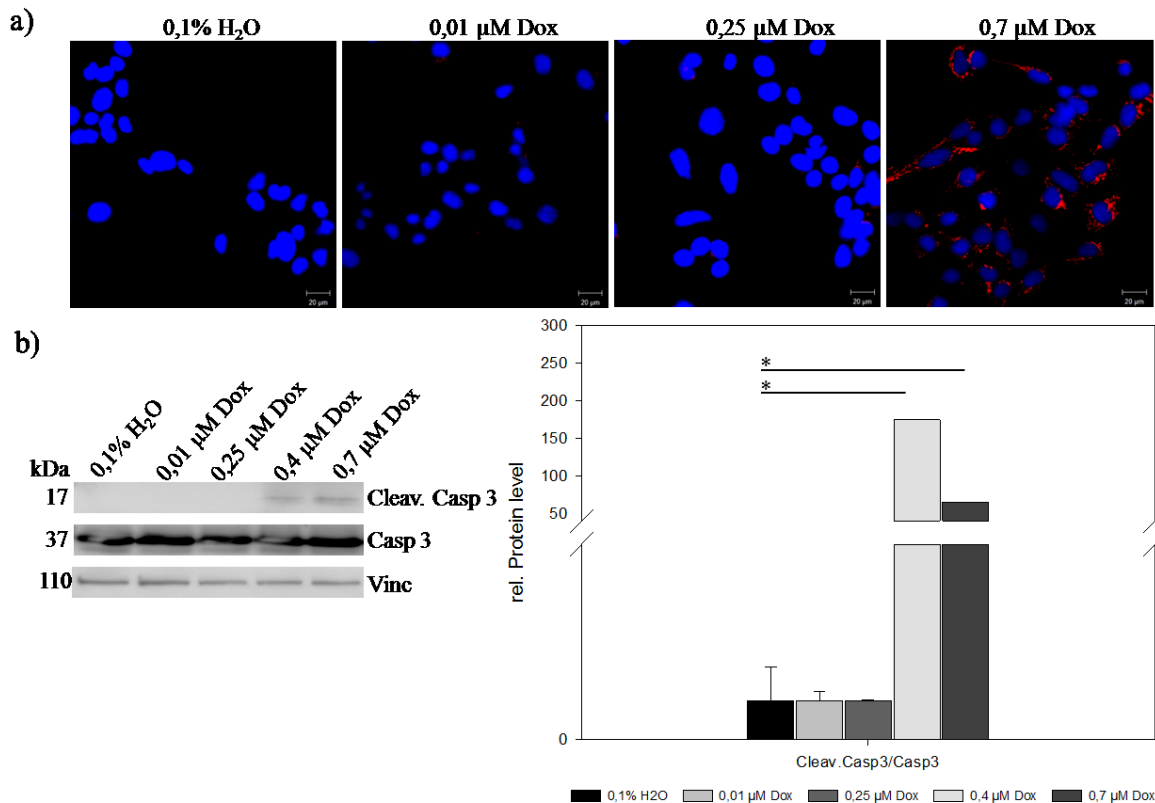 a)
0,1% H₂O
0,01 µM Dox
0,25 µM Dox
0,7 µM Dox
20 µm
20 µm
20 µm
20 µm
b)
kDa
0,1% H₂O
0,01 µM Dox
0,25 µM Dox
0,4 µM Dox
0,7 µM Dox
17 Cleav. Casp 3
37 Casp 3
110 Vinc
rel. Protein level
300
250
200
150
100
50
0
*
*
Cleav.Casp3/Casp3
0,1% H2O 0,01 µM Dox 0,25 µM Dox 0,4 µM Dox 0,7 µM Dox